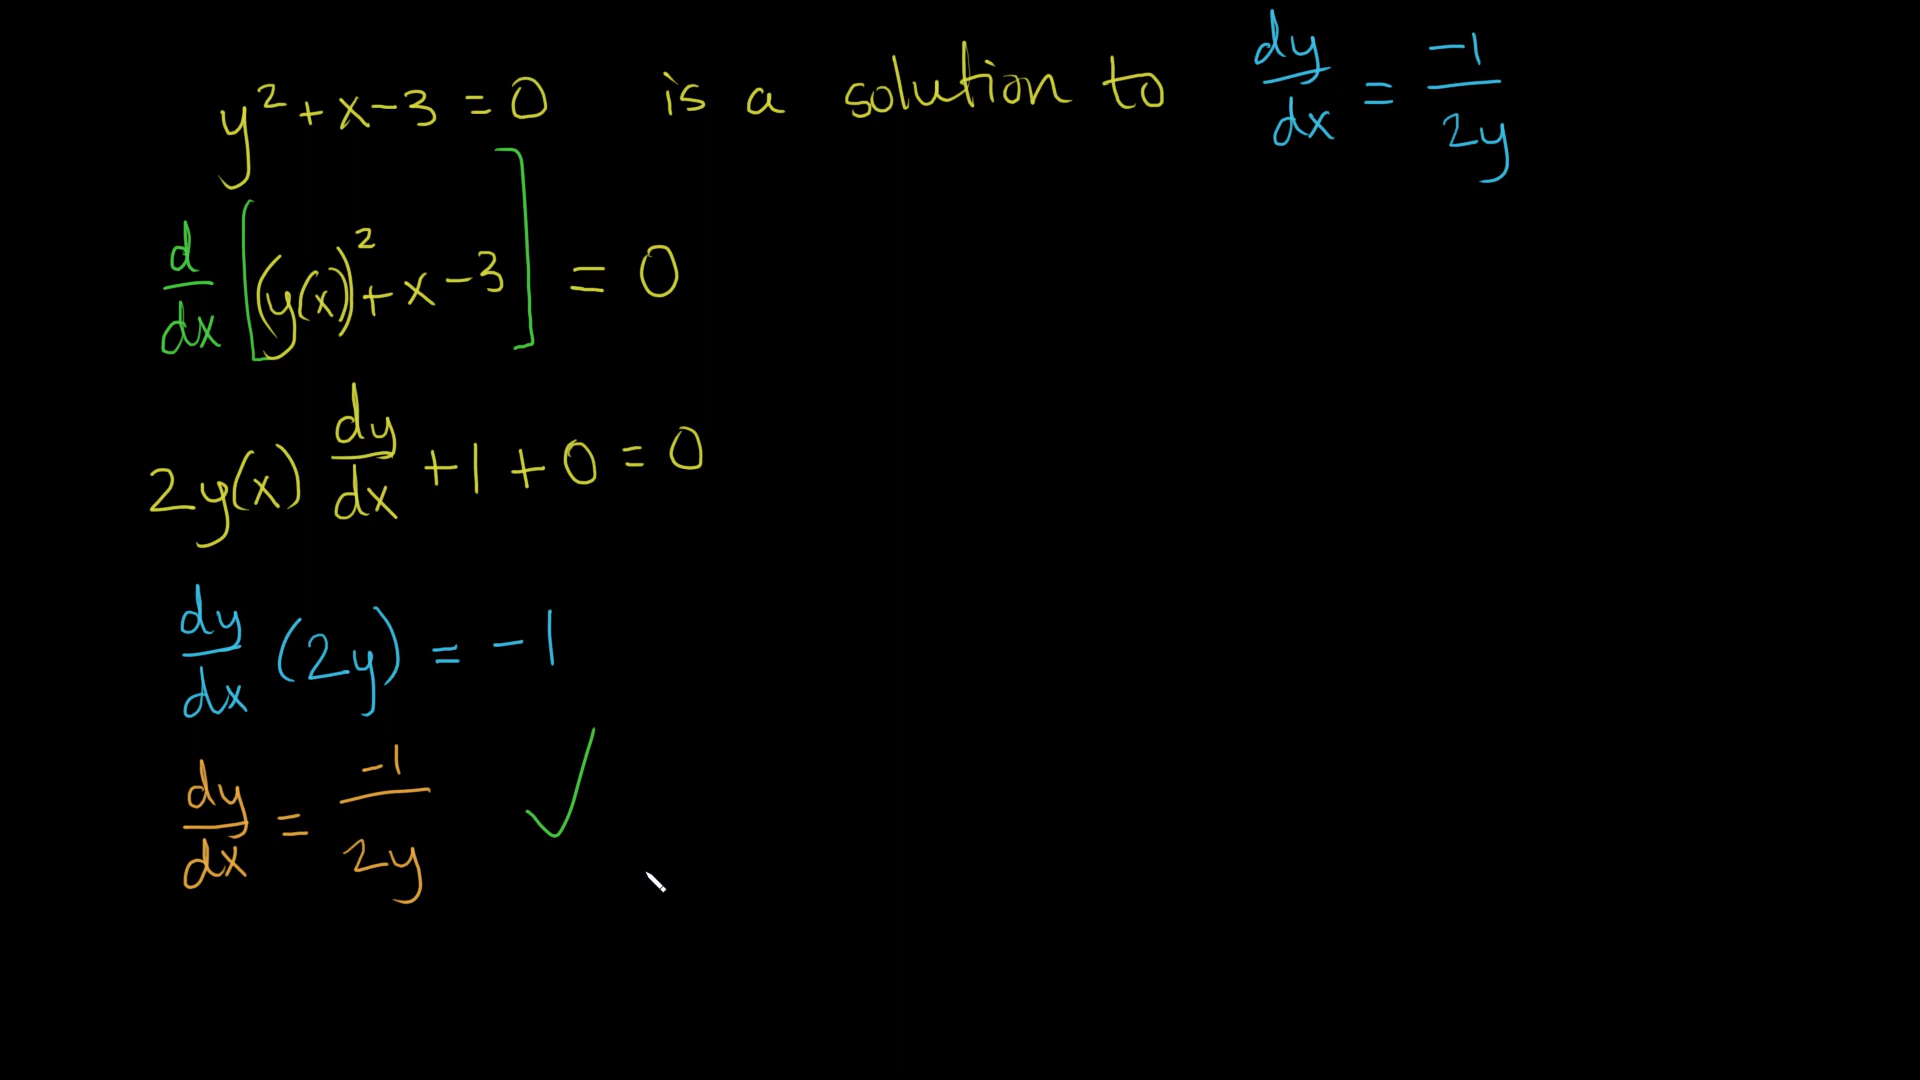 y² + x - 3 = 0 is a solution to dy/dx = -1/2y
d/dx [(y(x))² + x - 3] = 0
2y(x) dy/dx + 1 + 0 = 0
dy/dx (2y) = -1
dy/dx = -1/2y ✓